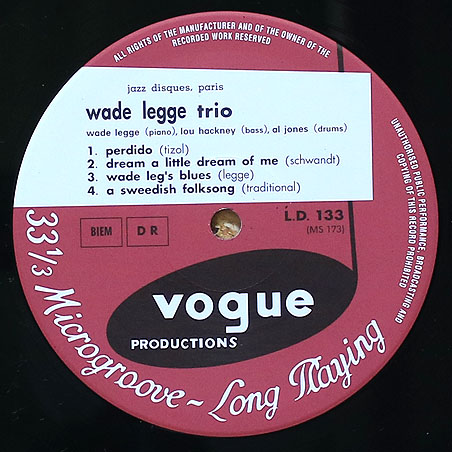 ALL RIGHTS OF THE MANUFACTURER AND OF THE OWNER OF THE
RECORDED WORK RESERVED
jazz disques, paris
wade legge trio
wade legge (piano), lou hackney (bass), al jones (drums)
1. perdido (tizol)
2. dream a little dream of me (schwandt)
3. wade leg's blues (legge)
4. a sweedish folksong (traditional)
UNAUTHORISED PUBLIC PERFORMANCE, BROADCASTING AND
COPYING OF THIS RECORD PROHIBITED
BIEM
D R
L.D. 133
(MS 173)
vogue
PRODUCTIONS
33 1/3 Microgroove ~ Long Playing